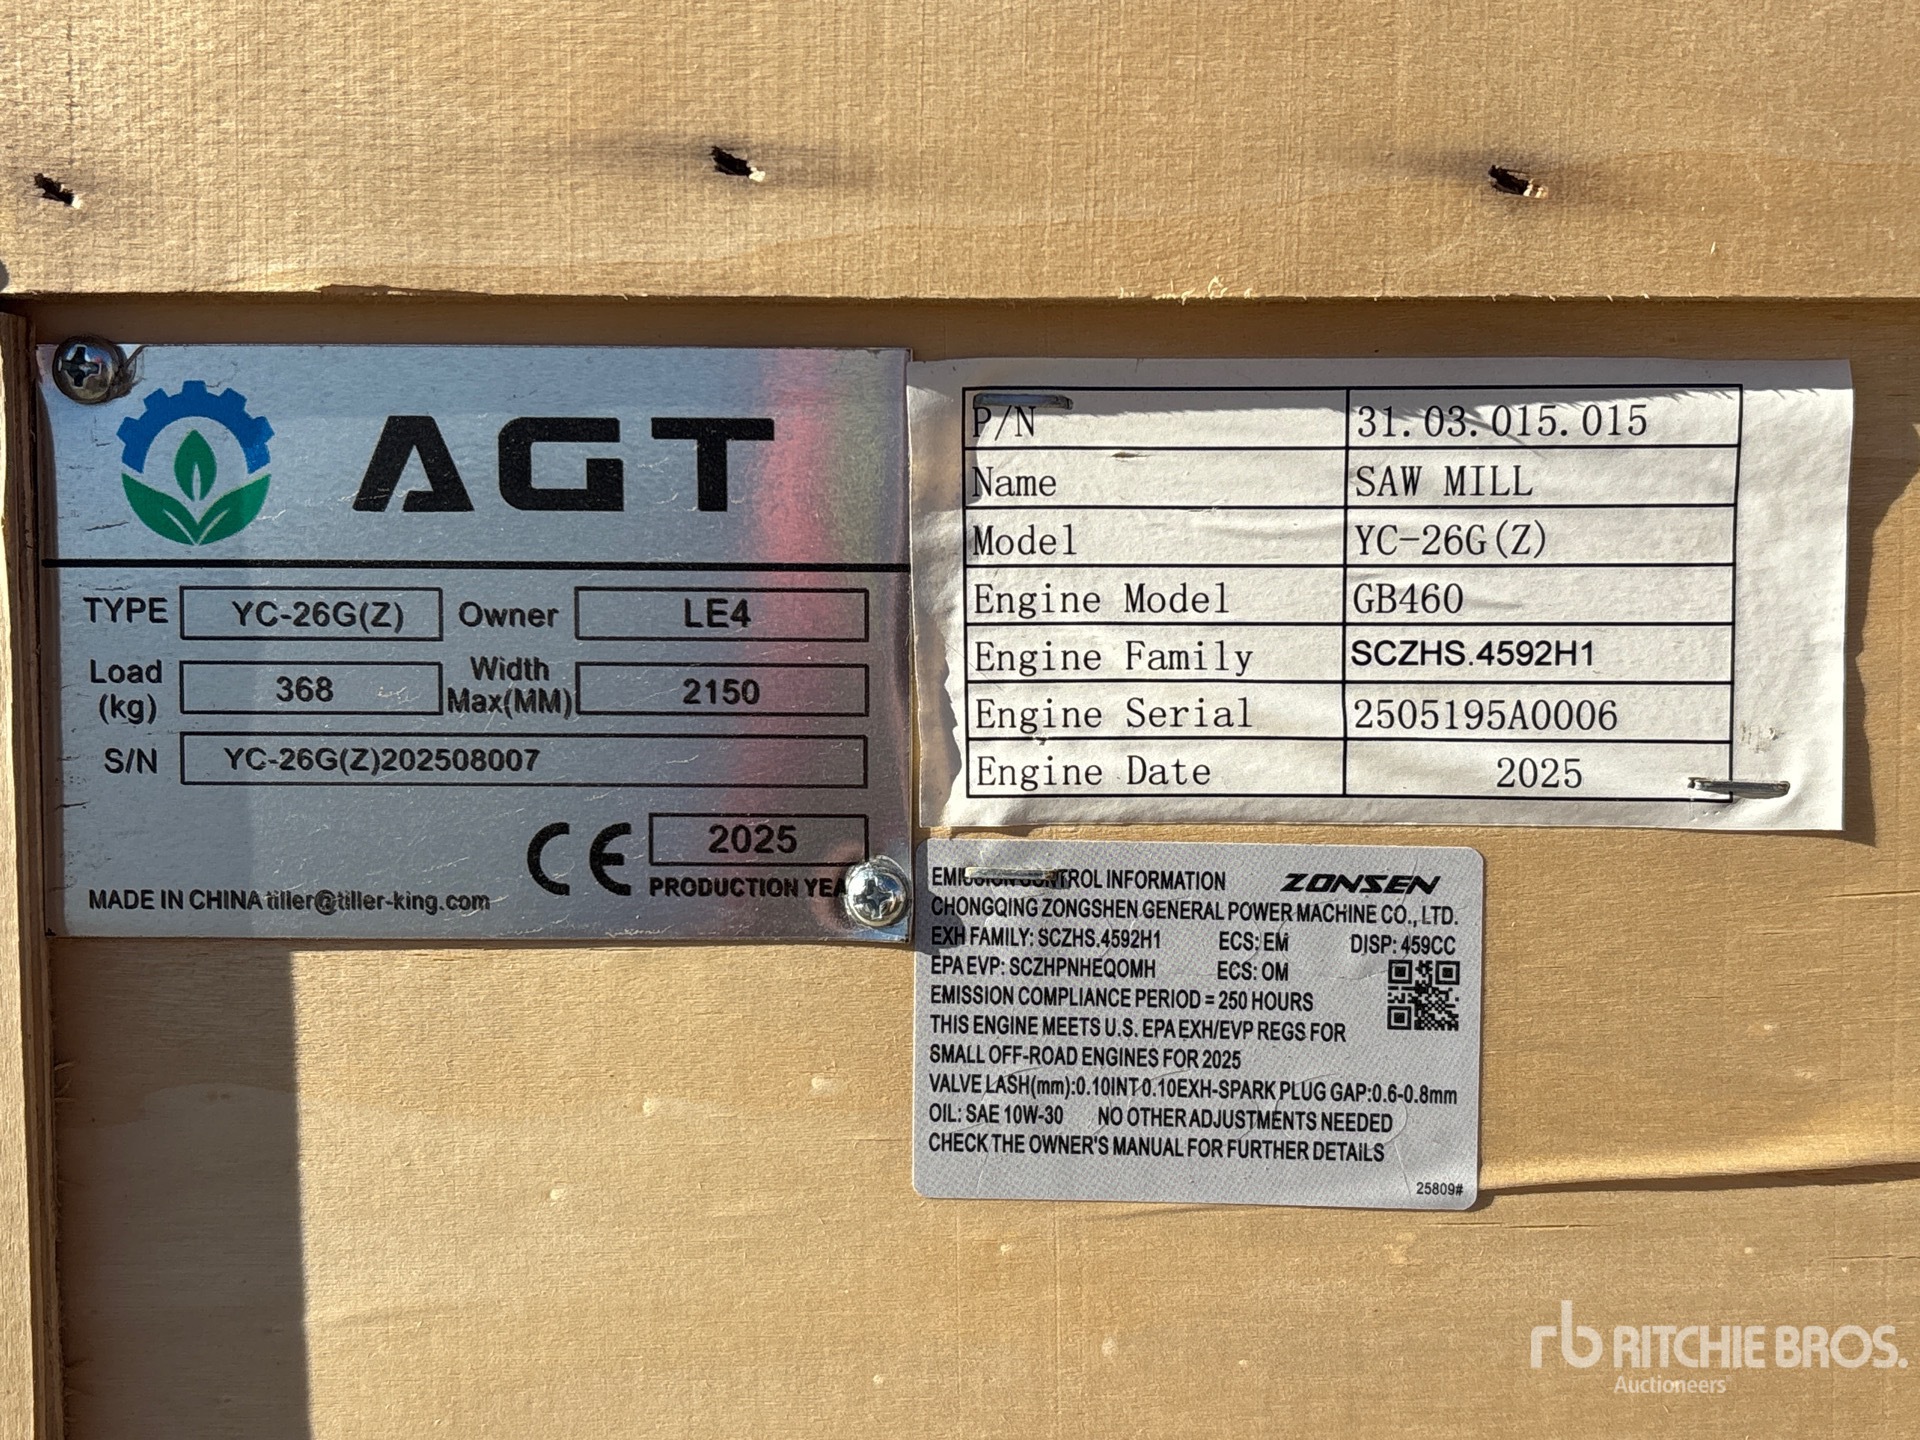 AGT
TYPE YC-26G(Z) Owner LE4
Load (kg) 368 Width Max(MM) 2150
S/N YC-26G(Z)202508007
CE 2025
MADE IN CHINA tiller@tiller-king.com PRODUCTION
P/N 31.03.015.015
Name SAW MILL
Model YC-26G(Z)
Engine Model GB460
Engine Family SCZHS.4592H1
Engine Serial 2505195A0006
Engine Date 2025
EMISSION CONTROL INFORMATION ZONSEN
CHONGQING ZONGSHEN GENERAL POWER MACHINE CO., LTD.
EXH FAMILY: SCZHS.4592H1 ECS: EM DISP: 459CC
EPA EVP: SCZHPNHEQOMH ECS: OM
EMISSION COMPLIANCE PERIOD = 250 HOURS
THIS ENGINE MEETS U.S. EPA EXH/EVP REGS FOR
SMALL OFF-ROAD ENGINES FOR 2025
VALVE LASH(mm):0.10INT 0.10EXH-SPARK PLUG GAP:0.6-0.8mm
OIL: SAE 10W-30 NO OTHER ADJUSTMENTS NEEDED
CHECK THE OWNER'S MANUAL FOR FURTHER DETAILS
25809#
rb RITCHIE BROS.
Auctioneers